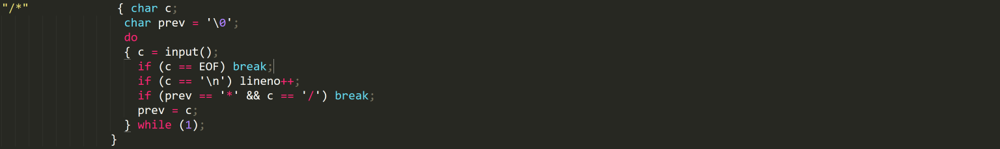 "/*"             { char c;
                  char prev = '\0';
                  do
                  { c = input();
                    if (c == EOF) break;
                    if (c == '\n') lineno++;
                    if (prev == '*' && c == '/') break;
                    prev = c;
                  } while (1);
                }